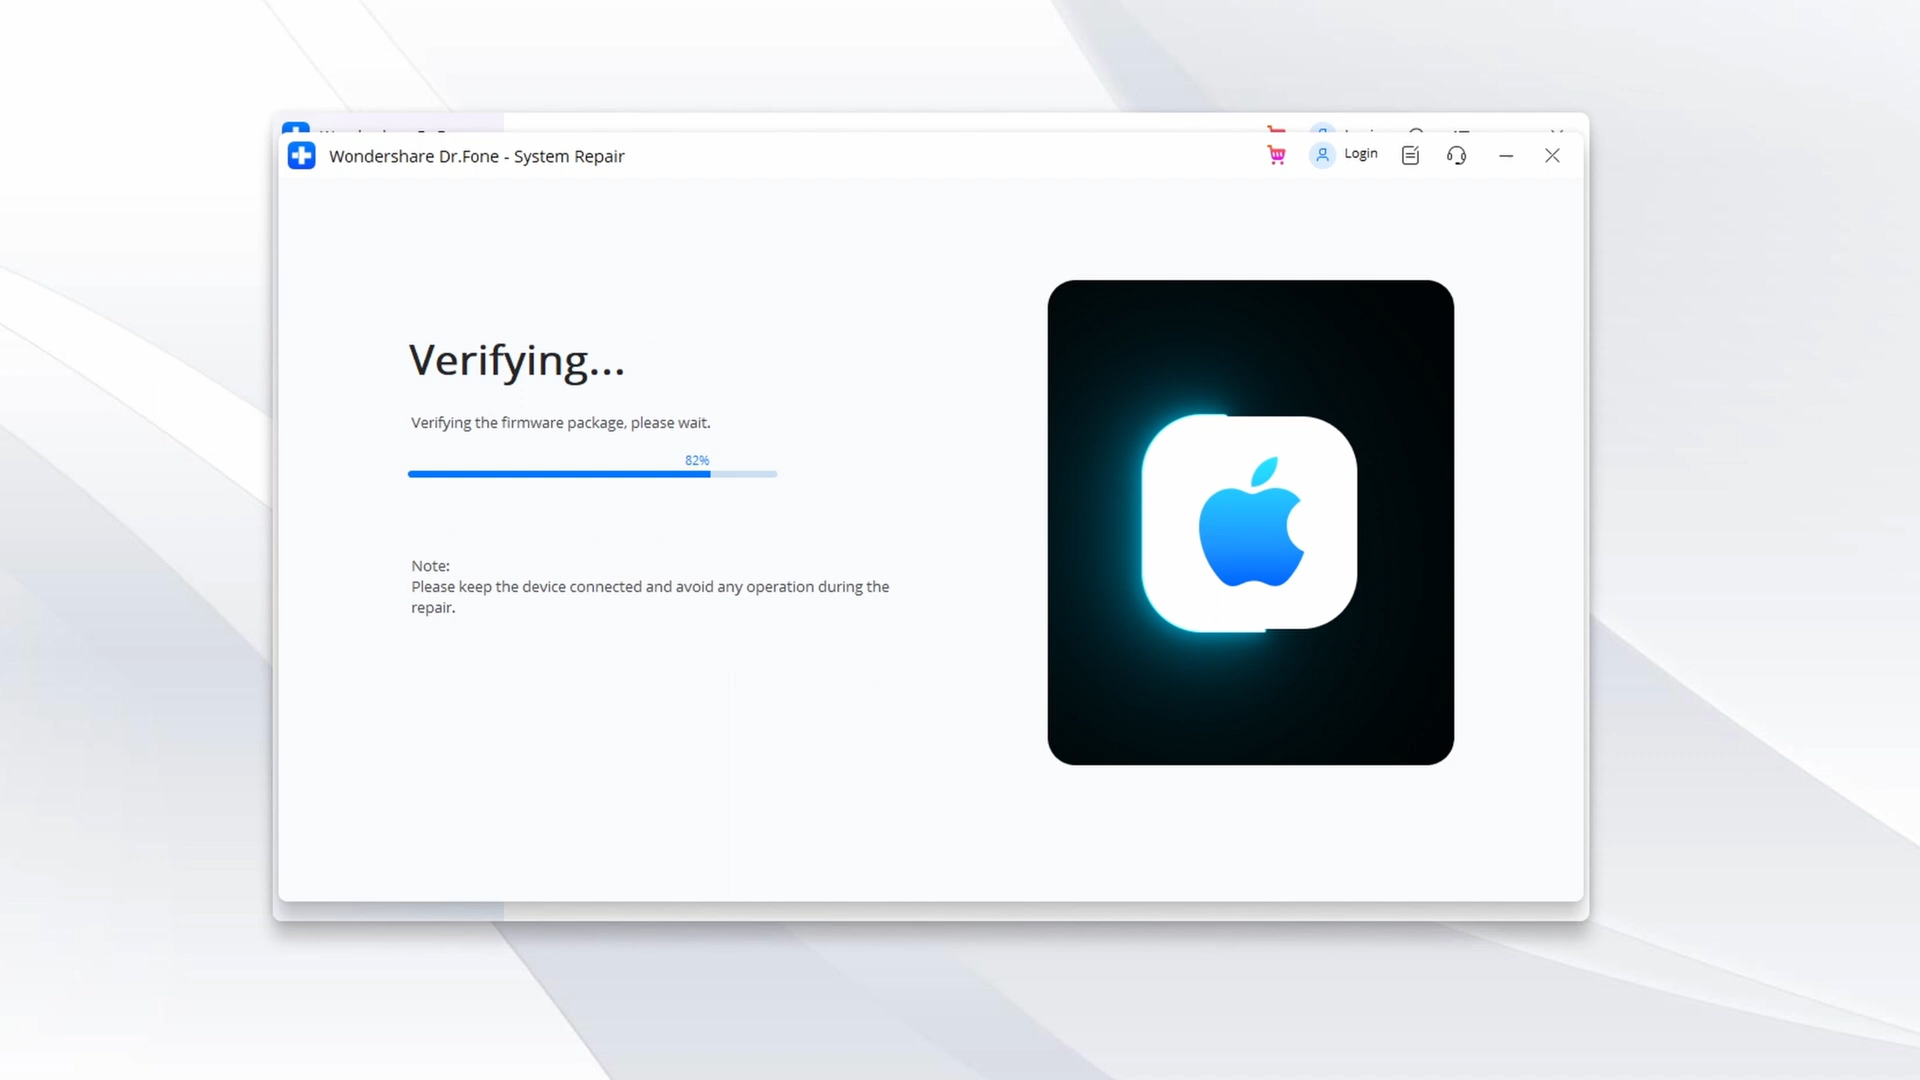 Wondershare Dr.Fone - System Repair
Login
Verifying...
Verifying the firmware package, please wait.
82%
Note:
Please keep the device connected and avoid any operation during the
repair.